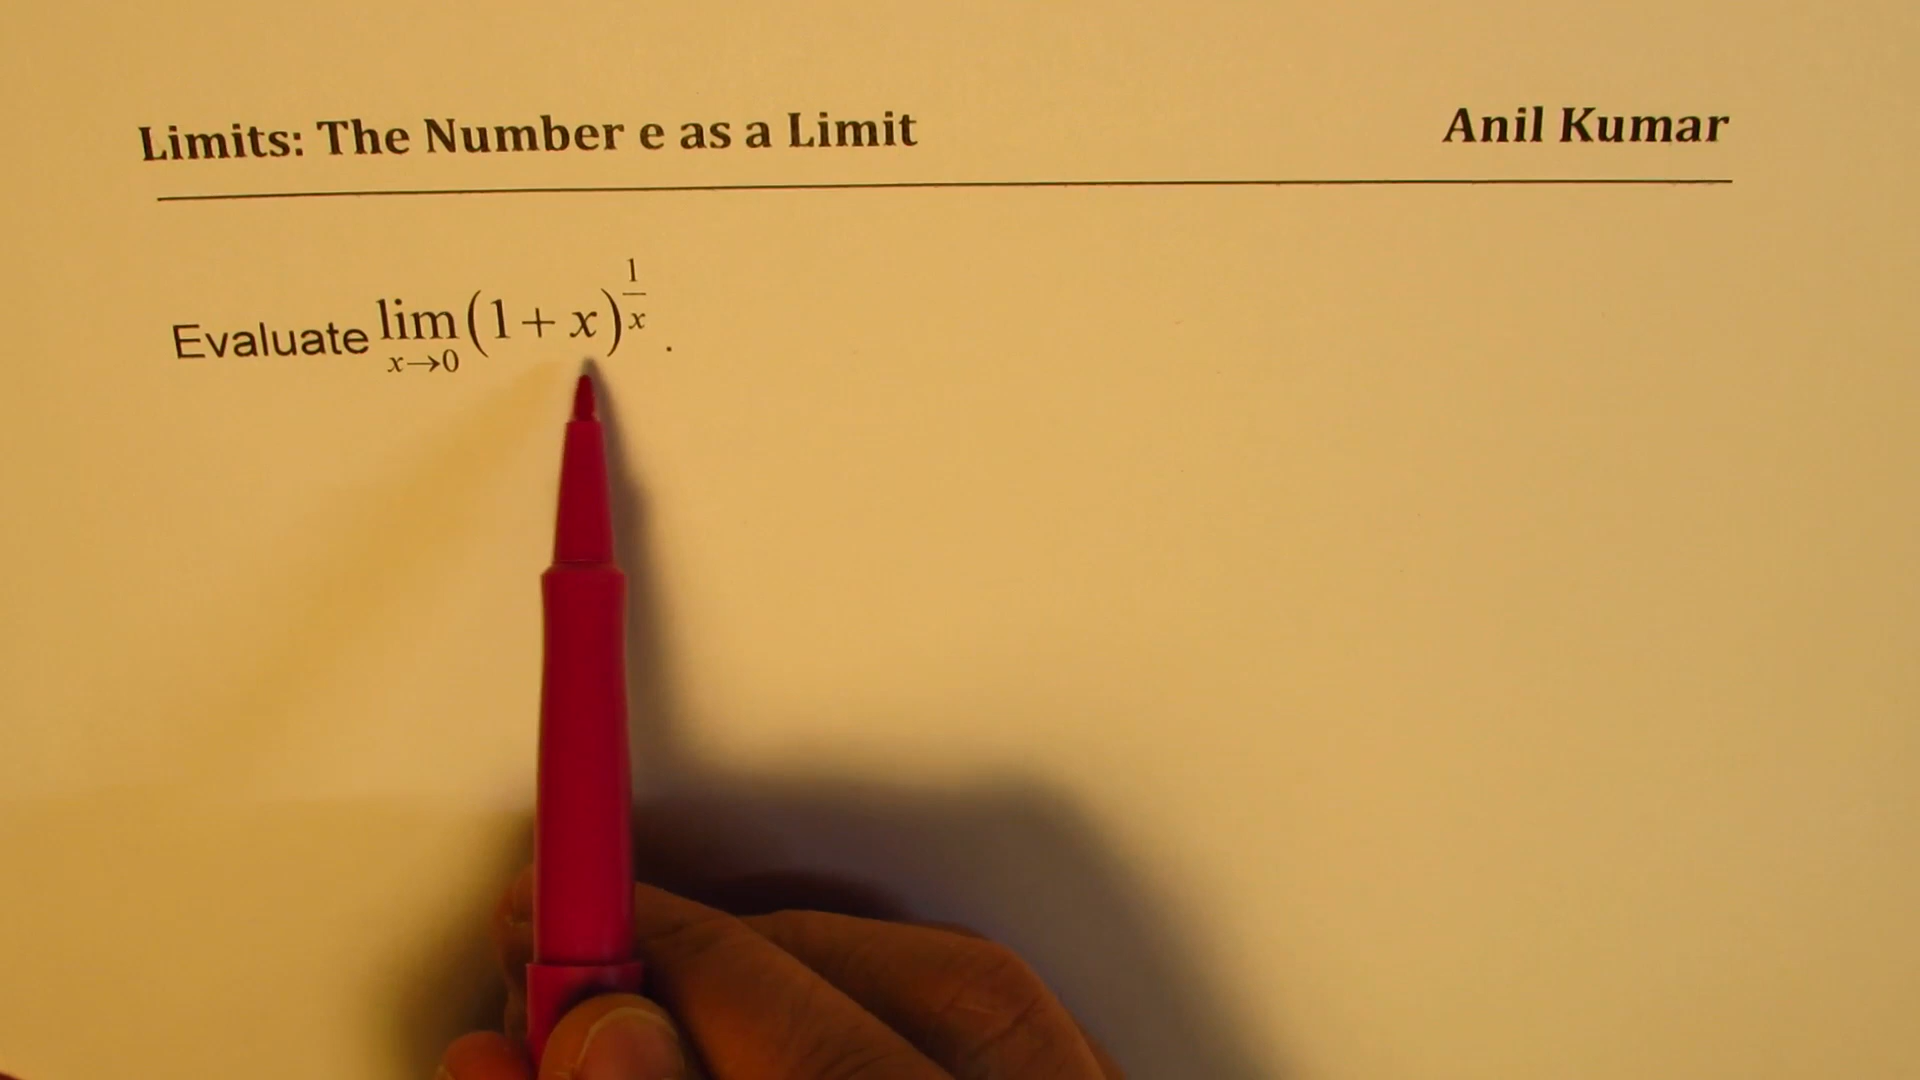 Limits: The Number e as a Limit Anil Kumar
Evaluate lim_{x→0} (1 + x)^{1/x} .